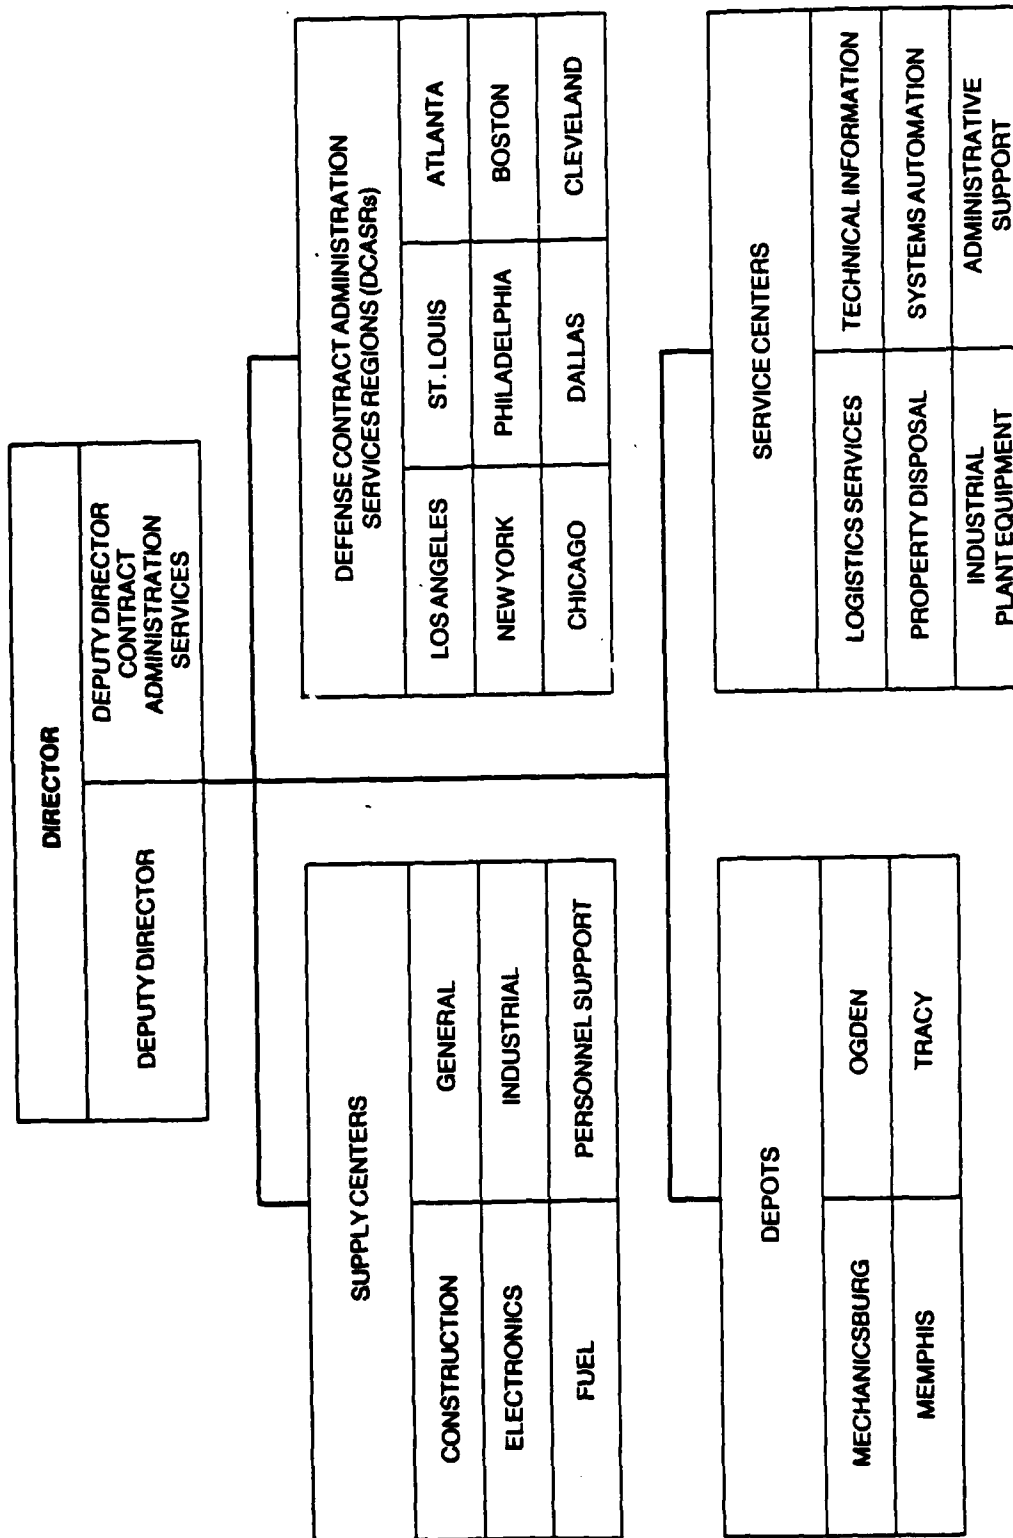 DIRECTOR
DEPUTY DIRECTOR
DEPUTY DIRECTOR
CONTRACT
ADMINISTRATION
SERVICES
SUPPLY CENTERS
CONSTRUCTION
GENERAL
ELECTRONICS
INDUSTRIAL
FUEL
PERSONNEL SUPPORT
DEFENSE CONTRACT ADMINISTRATION
SERVICES REGIONS (DCASRs)
LOS ANGELES
ST. LOUIS
ATLANTA
NEW YORK
PHILADELPHIA
BOSTON
CHICAGO
DALLAS
CLEVELAND
DEPOTS
MECHANICSBURG
OGDEN
MEMPHIS
TRACY
SERVICE CENTERS
LOGISTICS SERVICES
TECHNICAL INFORMATION
PROPERTY DISPOSAL
SYSTEMS AUTOMATION
INDUSTRIAL
PLANT EQUIPMENT
ADMINISTRATIVE
SUPPORT